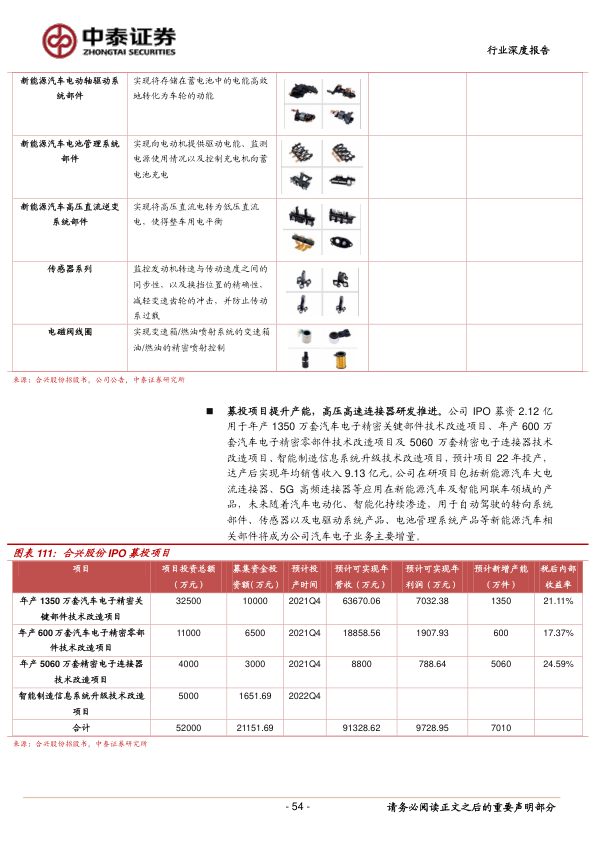 中泰证券
ZHONGTAI SECURITIES
行业深度报告
新能源汽车电动轴驱动系
统部件
实现将存储在蓄电池中的电能高效
地转化为车轮的动能
新能源汽车电池管理系统
部件
实现向电动机提供驱动电能、监测
电源使用情况以及控制充电机向蓄
电池充电
新能源汽车高压直流逆变
系统部件
实现将高压直流电转为低压直流
电、使得整车用电平衡
传感器系列
监控发动机转速与传动速度之间的
同步性，以及换挡位置的精确性，
减轻变速齿轮的冲击，并防止传动
系过载
电磁阀线圈
实现变速箱/燃油喷射系统的变速箱
油/燃油的精密喷射控制
来源：合兴股份招股书，公司公告，中泰证券研究所
■ 募投项目提升产能，高压高速连接器研发推进。公司 IPO 募资 2.12 亿
用于年产 1350 万套汽车电子精密关键部件技术改造项目、年产 600 万
套汽车电子精密零部件技术改造项目及 5060 万套精密电子连接器技术
改造项目、智能制造信息系统升级技术改造项目，预计项目 22 年投产，
达产后实现年均销售收入 9.13 亿元。公司在研项目包括新能源汽车大电
流连接器、5G 高频连接器等应用在新能源汽车及智能网联车领域的产
品，未来随着汽车电动化、智能化持续渗透，用于自动驾驶的转向系统
部件、传感器以及电驱动系统产品、电池管理系统产品等新能源汽车相
关部件将成为公司汽车电子业务主要增量。
图表 111：合兴股份 IPO 募投项目
项目 项目投资总额 募集资金投 预计投 预计可实现年 预计可实现年 预计新增产能 税后内部
（万元） 资额(万元) 产时间 营收（万元） 利润（万元） （万件） 收益率
年产 1350 万套汽车电子精密关 32500 10000 2021Q4 63670.06 7032.38 1350 21.11%
键部件技术改造项目
年产 600 万套汽车电子精密零部 11000 6500 2021Q4 18858.56 1907.93 600 17.37%
件技术改造项目
年产 5060 万套精密电子连接器 4000 3000 2021Q4 8800 788.64 5060 24.59%
技术改造项目
智能制造信息系统升级技术改造 5000 1651.69 2022Q4
项目
合计 52000 21151.69 91328.62 9728.95 7010
来源：合兴股份招股书，中泰证券研究所
- 54 -
请务必阅读正文之后的重要声明部分